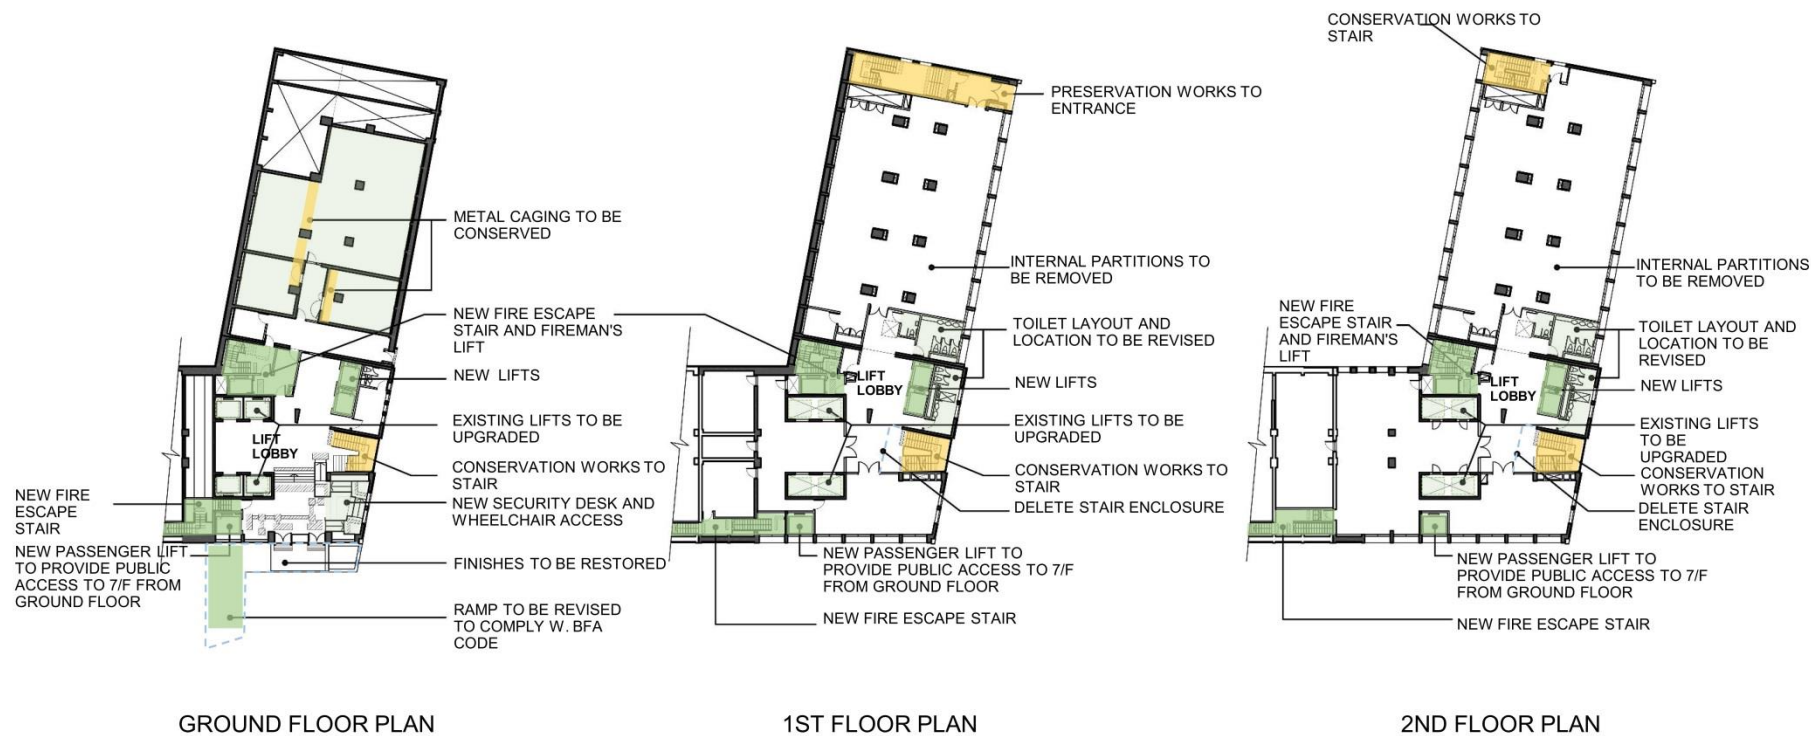 METAL CAGING TO BE
CONSERVED
NEW FIRE ESCAPE
STAIR AND FIREMAN'S
LIFT
NEW LIFTS
EXISTING LIFTS TO BE
UPGRADED
LIFT
LOBBY
CONSERVATION WORKS TO
STAIR
NEW SECURITY DESK AND
WHEELCHAIR ACCESS
NEW FIRE
ESCAPE
STAIR
NEW PASSENGER LIFT
TO PROVIDE PUBLIC
ACCESS TO 7/F FROM
GROUND FLOOR
FINISHES TO BE RESTORED
RAMP TO BE REVISED
TO COMPLY W. BFA
CODE
GROUND FLOOR PLAN
PRESERVATION WORKS TO
ENTRANCE
INTERNAL PARTITIONS TO
BE REMOVED
TOILET LAYOUT AND
LOCATION TO BE REVISED
LIFT
LOBBY
NEW LIFTS
EXISTING LIFTS TO BE
UPGRADED
CONSERVATION WORKS TO
STAIR
DELETE STAIR ENCLOSURE
NEW PASSENGER LIFT TO
PROVIDE PUBLIC ACCESS TO 7/F
FROM GROUND FLOOR
NEW FIRE ESCAPE STAIR
1ST FLOOR PLAN
CONSERVATION WORKS TO
STAIR
INTERNAL PARTITIONS
TO BE REMOVED
NEW FIRE
ESCAPE STAIR
AND FIREMAN'S
LIFT
TOILET LAYOUT AND
LOCATION TO BE
REVISED
LIFT
LOBBY
NEW LIFTS
EXISTING LIFTS
TO BE
UPGRADED
CONSERVATION
WORKS TO STAIR
DELETE STAIR
ENCLOSURE
NEW PASSENGER LIFT TO
PROVIDE PUBLIC ACCESS TO 7/F
FROM GROUND FLOOR
NEW FIRE ESCAPE STAIR
2ND FLOOR PLAN